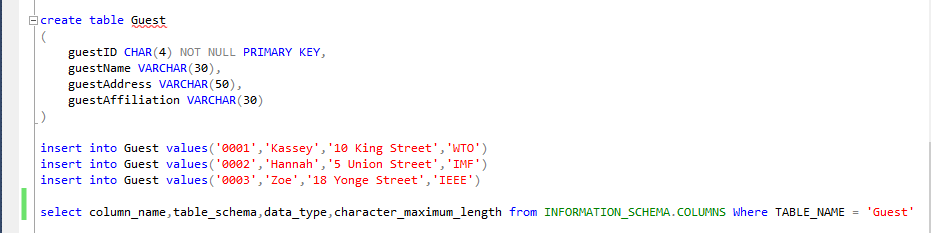 create table Guest
(
guestID CHAR(4) NOT NULL PRIMARY KEY,
guestName VARCHAR(30),
guestAddress VARCHAR(50),
guestAffiliation VARCHAR(30)
)
insert into Guest values('0001','Kassey','10 King Street','WTO')
insert into Guest values('0002','Hannah','5 Union Street','IMF')
insert into Guest values('0003','Zoe','18 Yonge Street','IEEE')
select column_name,table_schema,data_type,character_maximum_length from INFORMATION_SCHEMA.COLUMNS Where TABLE_NAME = 'Guest'